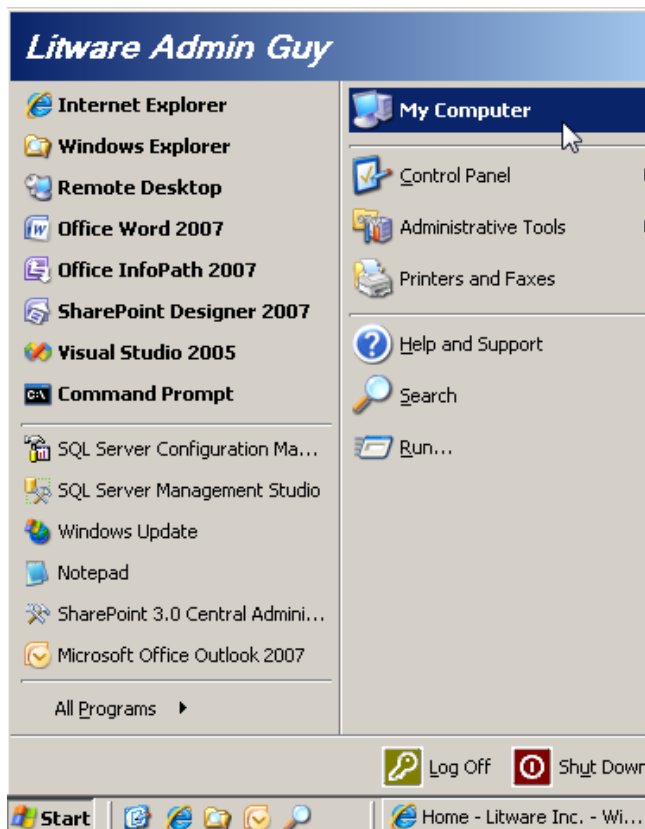 Litware Admin Guy
Internet Explorer
Windows Explorer
Remote Desktop
Office Word 2007
Office InfoPath 2007
SharePoint Designer 2007
Visual Studio 2005
Command Prompt
SQL Server Configuration Ma...
SQL Server Management Studio
Windows Update
Notepad
SharePoint 3.0 Central Admini...
Microsoft Office Outlook 2007
All Programs
My Computer
Control Panel
Administrative Tools
Printers and Faxes
Help and Support
Search
Run...
Log Off
Shut Down
Start
Home - Litware Inc. - Wi...